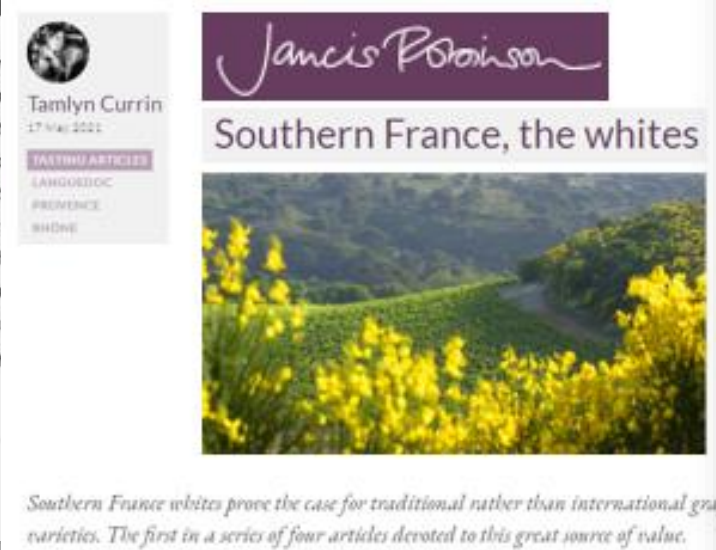 Tamlyn Currin
17 May 2021
TASTING ARTICLES
LANGUEDOC
PROVENCE
RHÔNE
Jancis Robinson
Southern France, the whites
Southern France whites prove the case for traditional rather than international gra
varieties. The first in a series of four articles devoted to this great source of value.